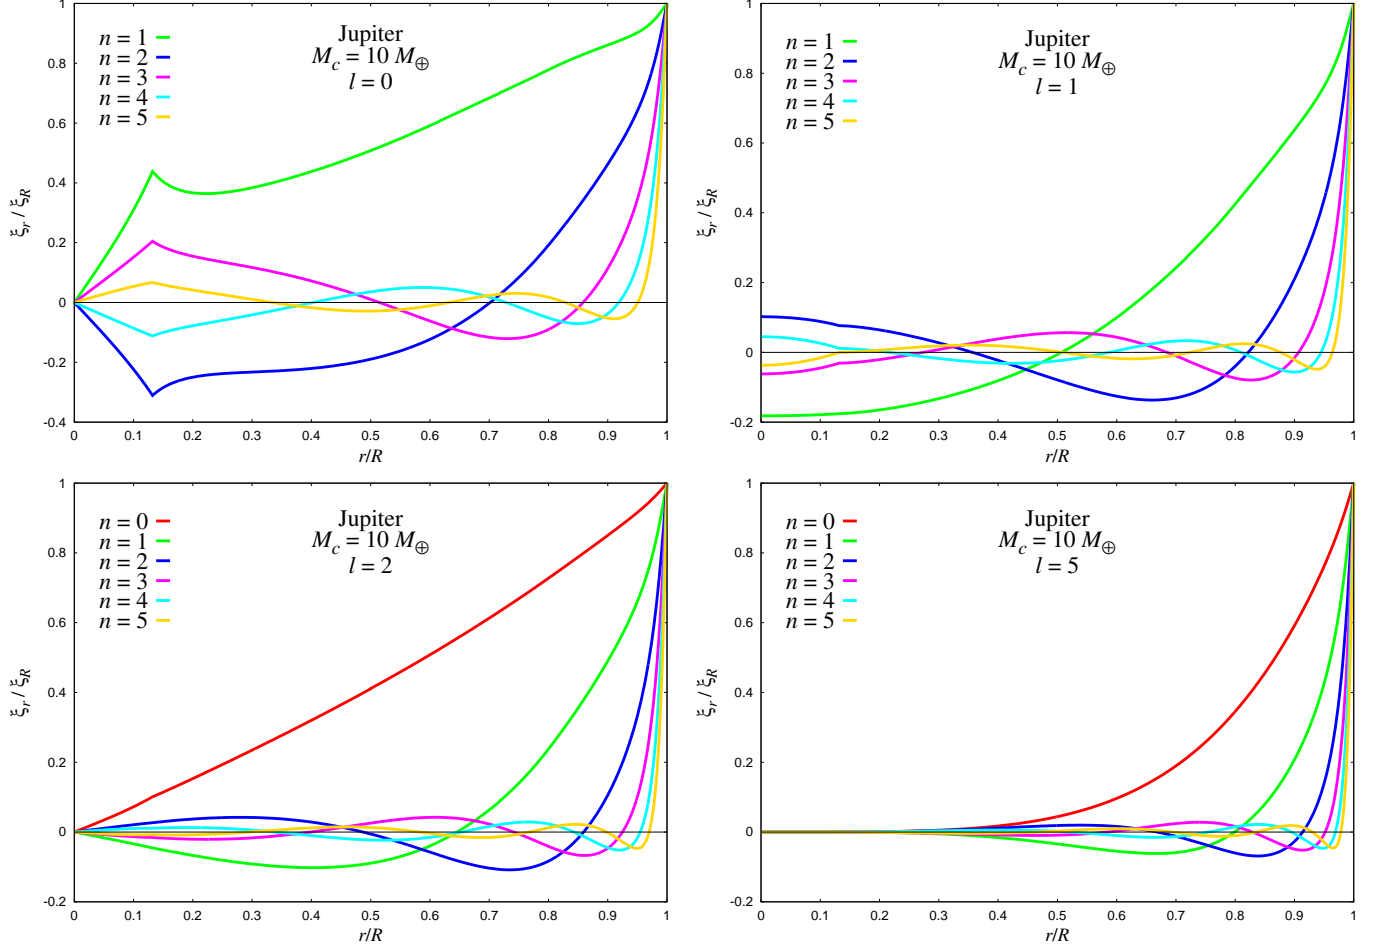 Jupiter
M_c = 10 M_⊕
l = 0
n = 1
n = 2
n = 3
n = 4
n = 5
1
0.8
0.6
0.4
0.2
0
-0.2
-0.4
ξ_r / ξ_R
0 0.1 0.2 0.3 0.4 0.5 0.6 0.7 0.8 0.9 1
r/R
Jupiter
M_c = 10 M_⊕
l = 1
n = 1
n = 2
n = 3
n = 4
n = 5
1
0.8
0.6
0.4
0.2
0
-0.2
ξ_r / ξ_R
0 0.1 0.2 0.3 0.4 0.5 0.6 0.7 0.8 0.9 1
r/R
Jupiter
M_c = 10 M_⊕
l = 2
n = 0
n = 1
n = 2
n = 3
n = 4
n = 5
1
0.8
0.6
0.4
0.2
0
-0.2
ξ_r / ξ_R
0 0.1 0.2 0.3 0.4 0.5 0.6 0.7 0.8 0.9 1
r/R
Jupiter
M_c = 10 M_⊕
l = 5
n = 0
n = 1
n = 2
n = 3
n = 4
n = 5
1
0.8
0.6
0.4
0.2
0
-0.2
ξ_r / ξ_R
0 0.1 0.2 0.3 0.4 0.5 0.6 0.7 0.8 0.9 1
r/R